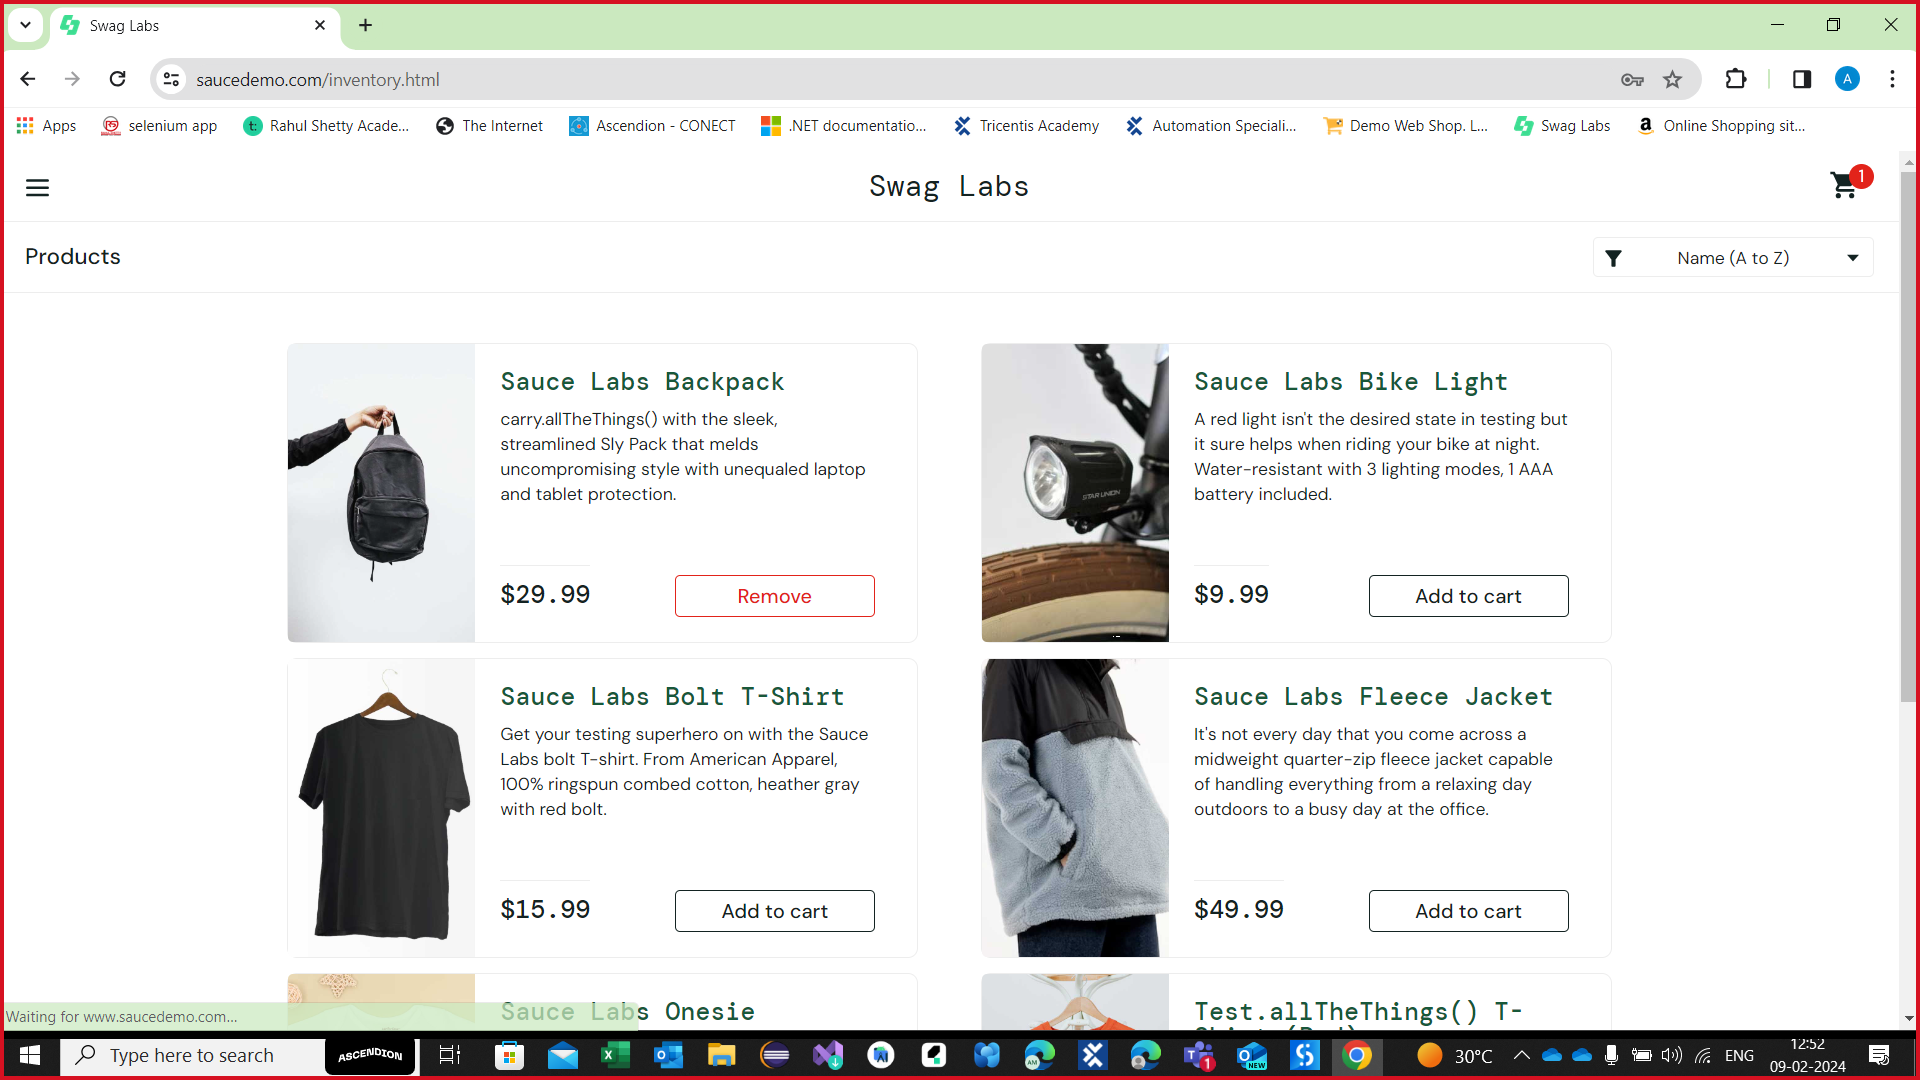 Swag Labs
saucedemo.com/inventory.html
A
Apps
selenium app
Rahul Shetty Acade...
The Internet
Ascendion - CONECT
.NET documentatio...
Tricentis Academy
Automation Speciali...
Demo Web Shop. L...
Swag Labs
Online Shopping sit...
Swag Labs
1
Products
Name (A to Z)
Sauce Labs Backpack
carry.allTheThings() with the sleek,
streamlined Sly Pack that melds
uncompromising style with unequaled laptop
and tablet protection.
$29.99
Remove
Sauce Labs Bike Light
A red light isn't the desired state in testing but
it sure helps when riding your bike at night.
Water-resistant with 3 lighting modes, 1 AAA
battery included.
STAR UNION
$9.99
Add to cart
Sauce Labs Bolt T-Shirt
Get your testing superhero on with the Sauce
Labs bolt T-shirt. From American Apparel,
100% ringspun combed cotton, heather gray
with red bolt.
$15.99
Add to cart
Sauce Labs Fleece Jacket
It's not every day that you come across a
midweight quarter-zip fleece jacket capable
of handling everything from a relaxing day
outdoors to a busy day at the office.
$49.99
Add to cart
Sauce Labs Onesie
Test.allTheThings() T-
Shirt (Red)
Waiting for www.saucedemo.com...
Type here to search
ASCENDION
AM
1
NEW
30°C
ENG
12:52
09-02-2024